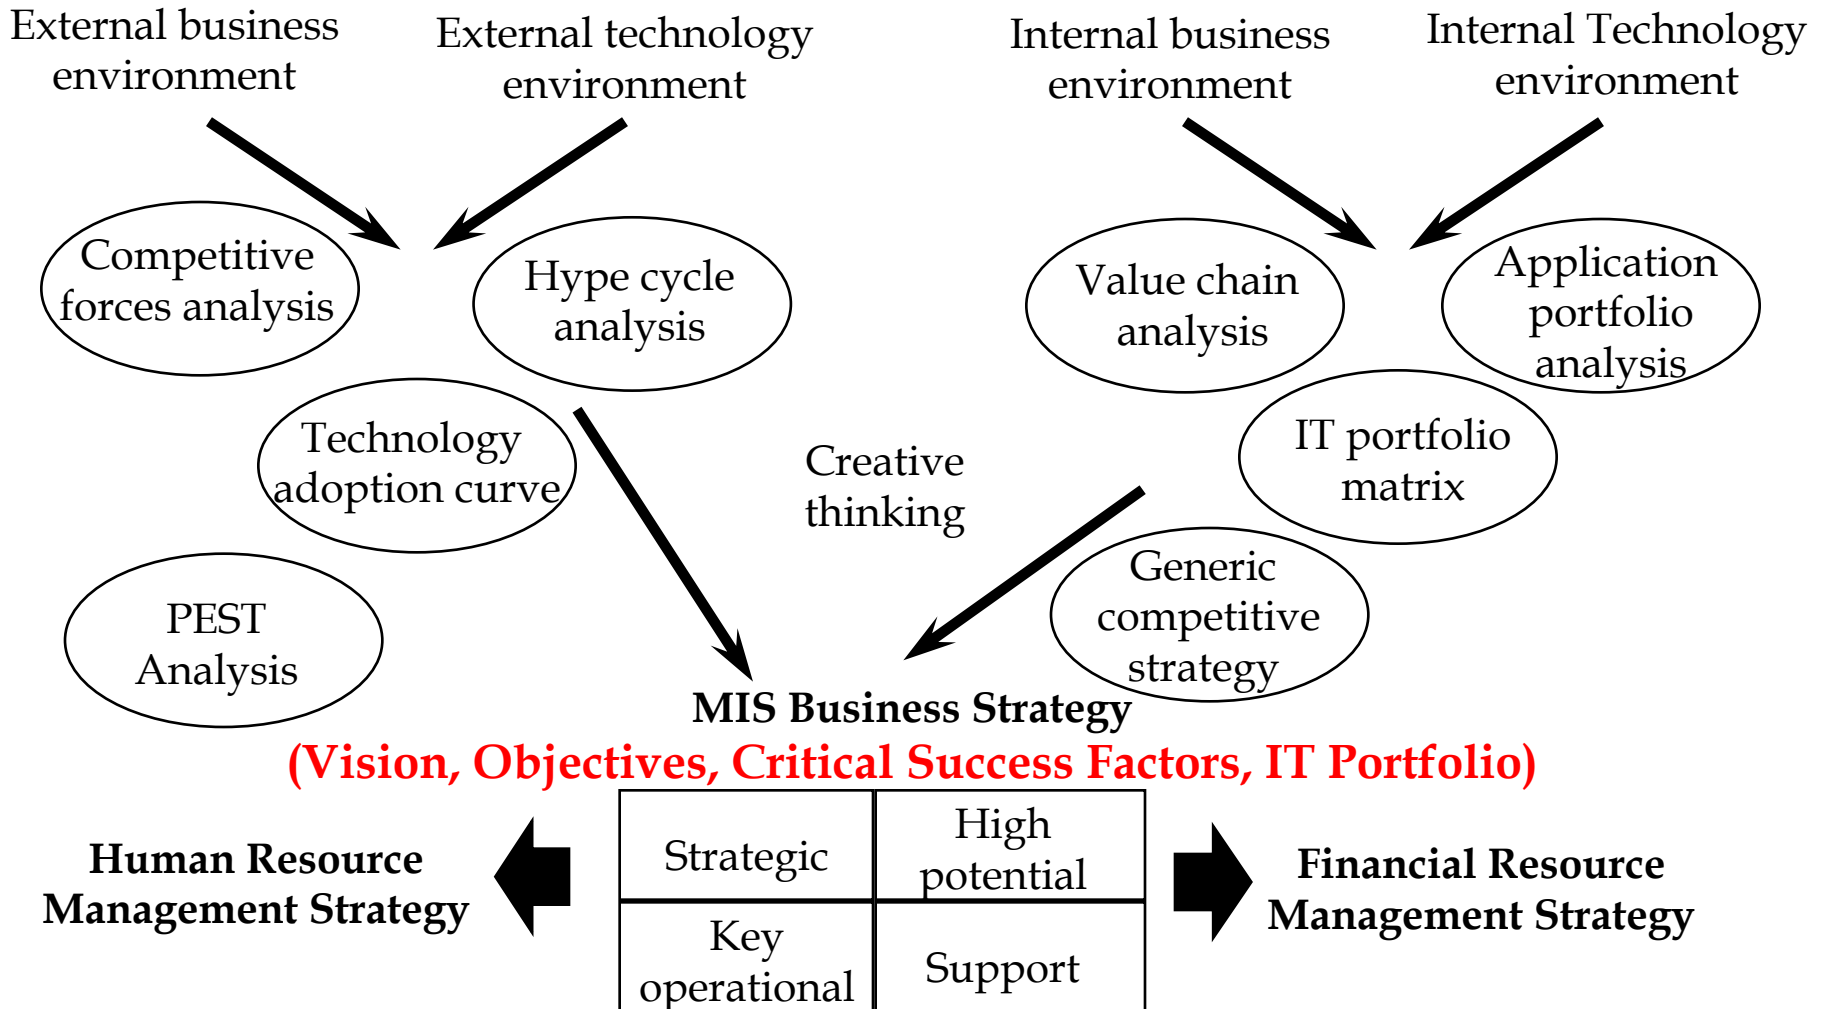 External business
environment
External technology
environment
Internal business
environment
Internal Technology
environment
Competitive
forces analysis
Hype cycle
analysis
Value chain
analysis
Application
portfolio
analysis
Technology
adoption curve
Creative
thinking
IT portfolio
matrix
PEST
Analysis
Generic
competitive
strategy
MIS Business Strategy
(Vision, Objectives, Critical Success Factors, IT Portfolio)
Human Resource
Management Strategy
Strategic
High
potential
Key
operational
Support
Financial Resource
Management Strategy